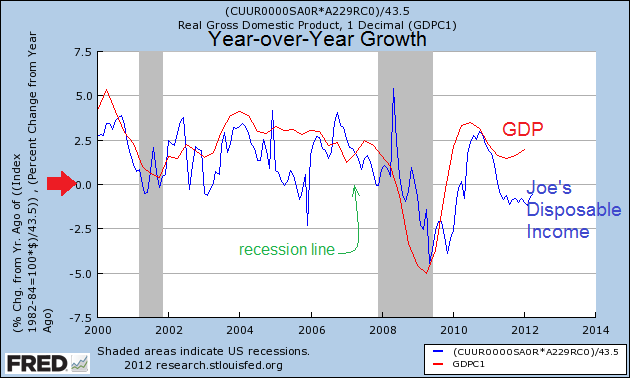 (CUUR0000SA0R*A229RC0)/43.5
Real Gross Domestic Product, 1 Decimal (GDPC1)
Year-over-Year Growth
(% Chg. from Yr. Ago of ((Index
1982-84=100*$)/43.5)) , (Percent Change from Year
Ago)
7.5
5.0
2.5
0.0
-2.5
-5.0
-7.5
GDP
Joe's
Disposable
Income
recession line
2000
2002
2004
2006
2008
2010
2012
2014
FRED
Shaded areas indicate US recessions.
2012 research.stlouisfed.org
(CUUR0000SA0R*A229RC0)/43.5
GDPC1